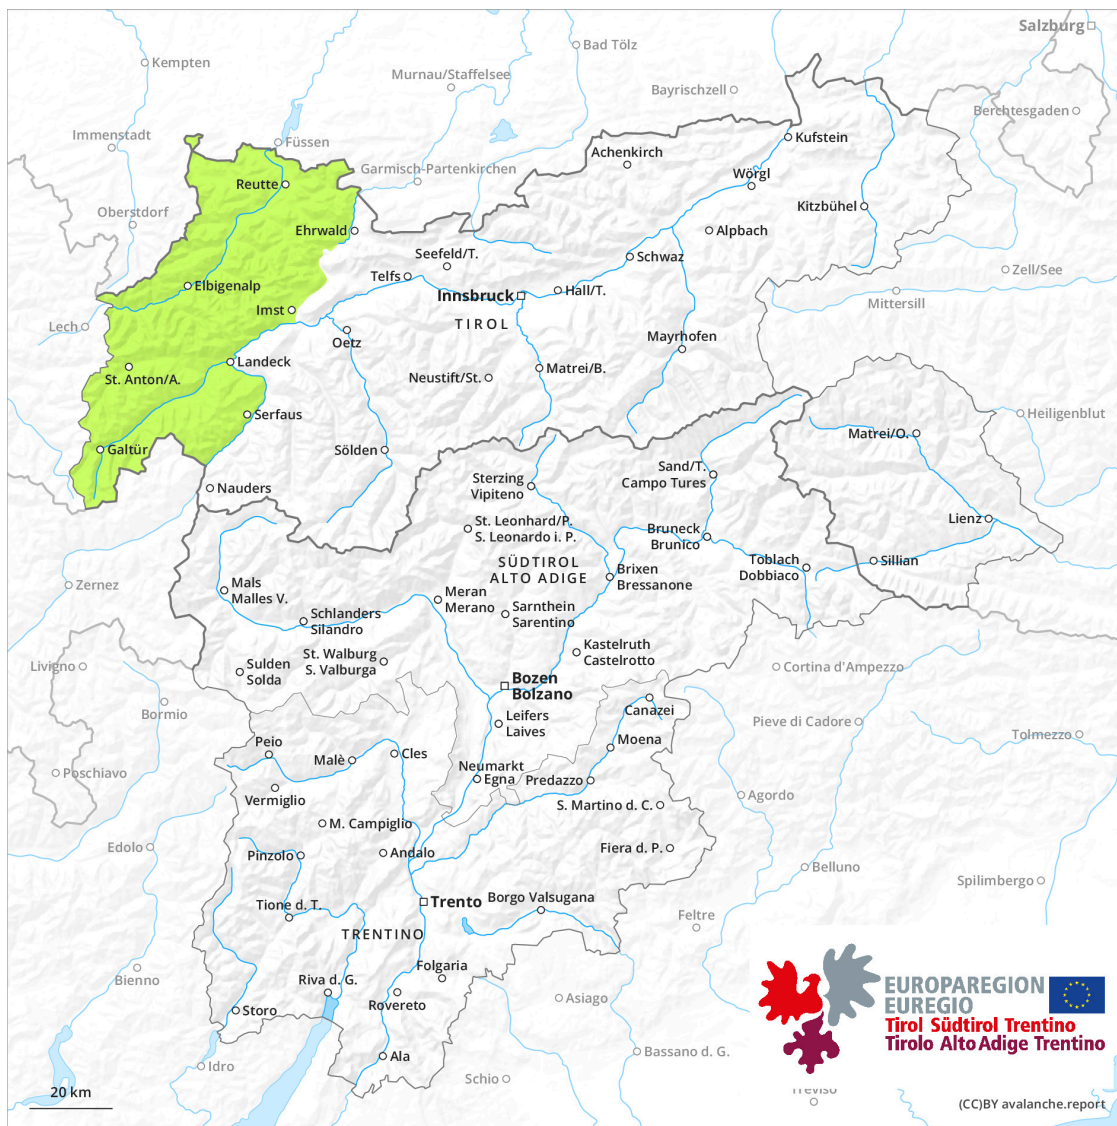 Salzburg
Bad Tölz
Kempten
Murnau/Staffelsee
Bayrischzell
Berchtesgaden
Immenstadt
Füssen
Kufstein
Achenkirch
Garmisch-Partenkirchen
Wörgl
Reutte
Oberstdorf
Kitzbühel
Ehrwald
Alpbach
Seefeld/T.
Schwaz
Telfs
Zell/See
Elbigenalp
Innsbruck
Hall/T.
Mittersill
Imst
TIROL
Lech
Oetz
Mayrhofen
Landeck
Matrei/B.
St. Anton/A.
Neustift/St.
Serfaus
Heiligenblut
Matrei/O.
Galtür
Sölden
Sand/T.
Campo Tures
Sterzing
Vipiteno
Nauders
Lienz
St. Leonhard/P.
S. Leonardo i. P.
Bruneck
Brunico
SÜDTIROL
ALTO ADIGE
Toblach
Dobbiaco
Sillian
Brixen
Bressanone
Zernez
Mals
Malles V.
Meran
Merano
Sarnthein
Sarentino
Schlanders
Silandro
Kastelruth
Castelrotto
St. Walburg
S. Valburga
Livigno
Sulden
Solda
Cortina d'Ampezzo
Bozen
Bolzano
Bormio
Canazei
Leifers
Laives
Pieve di Cadore
Tolmezzo
Moena
Peio
Cles
Malè
Poschiavo
Neumarkt
Egna
Predazzo
Vermiglio
Agordo
S. Martino d. C.
M. Campiglio
Edolo
Pinzolo
Andalo
Fiera d. P.
Belluno
Spilimbergo
Trento
Borgo Valsugana
Tione d. T.
Feltre
TRENTINO
Folgaria
Bienno
Riva d. G.
Rovereto
Asiago
Storo
EUROPAREGION
EUREGIO
Tirol Südtirol Trentino
Tirolo Alto Adige Trentino
Ala
Bassano d. G.
Idro
Schio
Treviso
20 km
(CC)BY avalanche.report